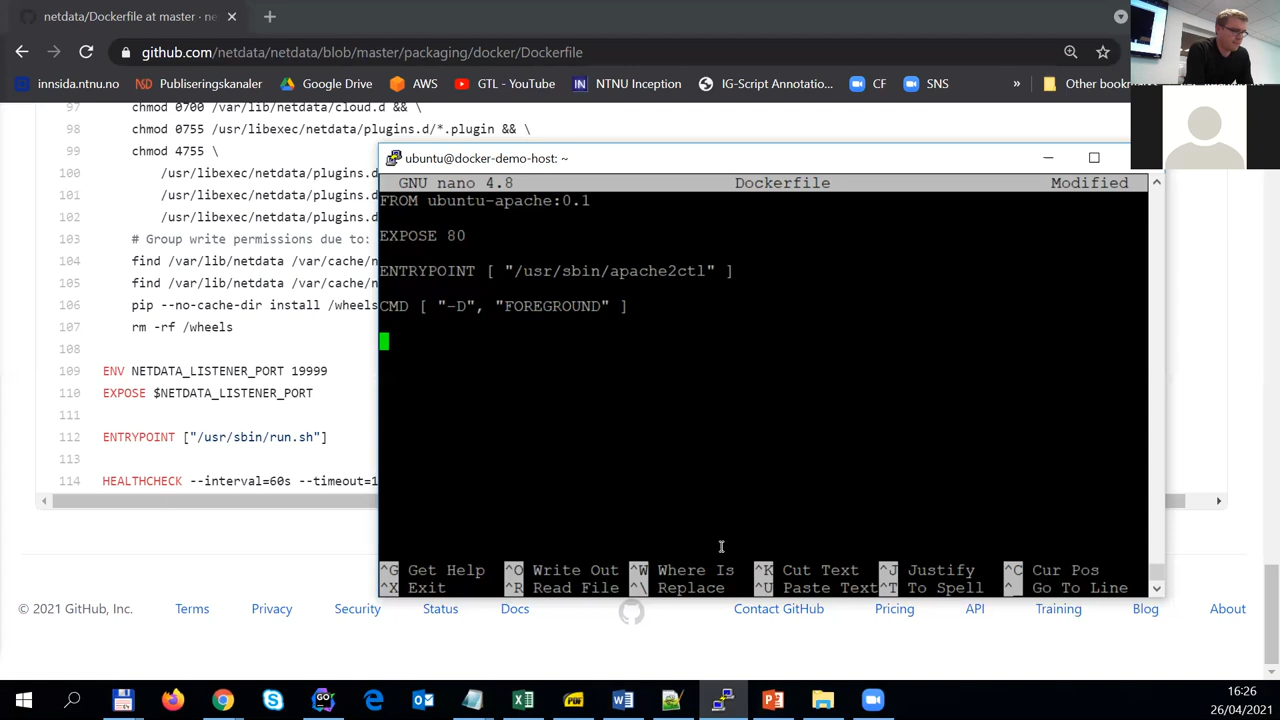 netdata/Dockerfile at master · n
github.com/netdata/netdata/blob/master/packaging/docker/Dockerfile
innsida.ntnu.no
Publiseringskanaler
Google Drive
AWS
ITL - YouTube
NTNU Inception
IG-Script Annotatio...
CF
SNS
»
Other bookm
97 chmod 0700 /var/lib/netdata/cloud.d && \
98 chmod 0755 /usr/libexec/netdata/plugins.d/*.plugin && \
99 chmod 4755 \
100 /usr/libexec/netdata/plugins.d
101 /usr/libexec/netdata/plugins.d
102 /usr/libexec/netdata/plugins.d
103 # Group write permissions due to:
104 find /var/lib/netdata /var/cache/n
105 find /var/lib/netdata /var/cache/n
106 pip --no-cache-dir install /wheels
107 rm -rf /wheels
108
109 ENV NETDATA_LISTENER_PORT 19999
110 EXPOSE $NETDATA_LISTENER_PORT
111
112 ENTRYPOINT ["/usr/sbin/run.sh"]
113
114 HEALTHCHECK --interval=60s --timeout=1
ubuntu@docker-demo-host: ~
GNU nano 4.8 Dockerfile Modified
FROM ubuntu-apache:0.1
EXPOSE 80
ENTRYPOINT [ "/usr/sbin/apache2ctl" ]
CMD [ "-D", "FOREGROUND" ]
^G Get Help ^O Write Out ^W Where Is ^K Cut Text ^J Justify ^C Cur Pos
^X Exit ^R Read File ^\ Replace ^U Paste Text ^T To Spell ^_ Go To Line
© 2021 GitHub, Inc. Terms Privacy Security Status Docs Contact GitHub Pricing API Training Blog About
16:26
26/04/2021